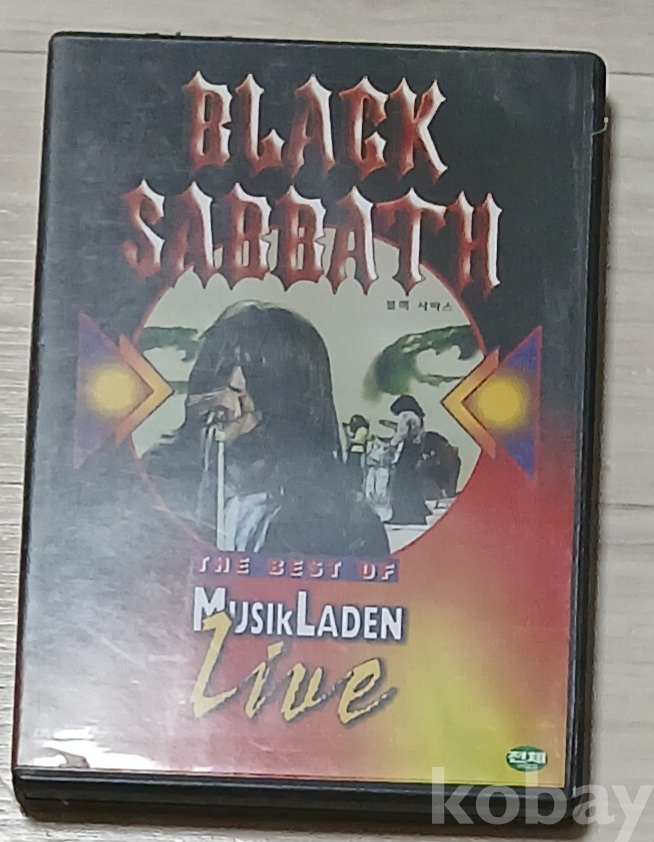 BLACK
SABBATH
블랙 사바스
THE BEST OF
MUSIKLADEN
Live
전체
kobay